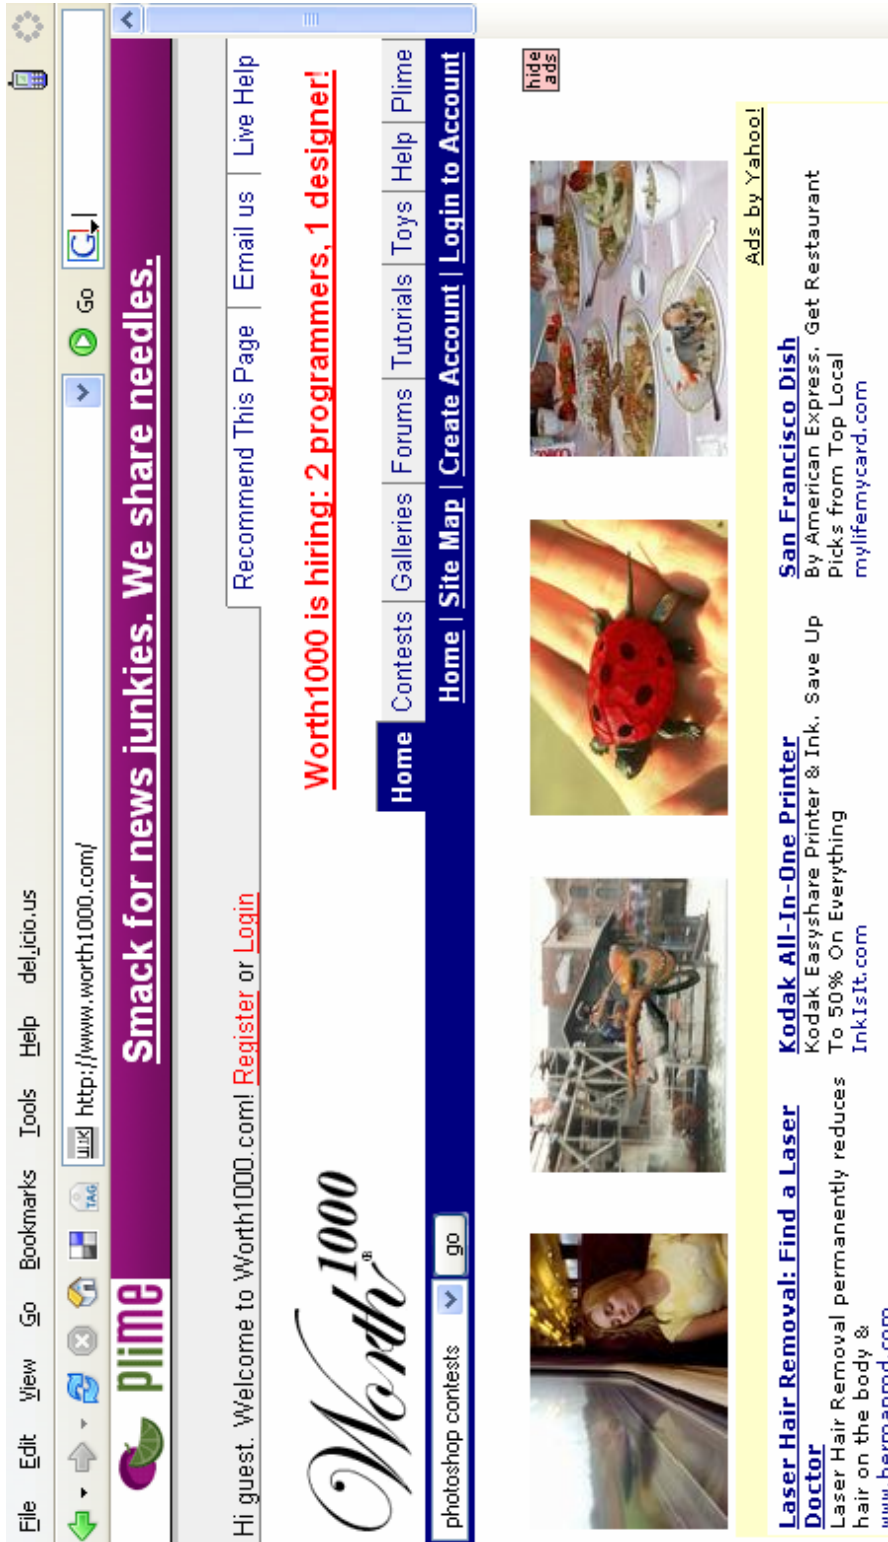 File Edit View Go Bookmarks Tools Help del.icio.us
TAG http://www.worth1000.com/ Go G
plime Smack for news junkies. We share needles.
Hi guest. Welcome to Worth1000.com! Register or Login Recommend This Page Email us Live Help
Worth1000 Worth1000 is hiring: 2 programmers, 1 designer!
Home Contests Galleries Forums Tutorials Toys Help Plime
photoshop contests go Home | Site Map | Create Account | Login to Account
hide
ads
Ads by Yahoo!
Laser Hair Removal: Find a Laser
Doctor
Laser Hair Removal permanently reduces
hair on the body &
Kodak All-In-One Printer
Kodak Easyshare Printer & Ink. Save Up
To 50% On Everything
InkIsIt.com
San Francisco Dish
By American Express. Get Restaurant
Picks from Top Local
mylifemycard.com